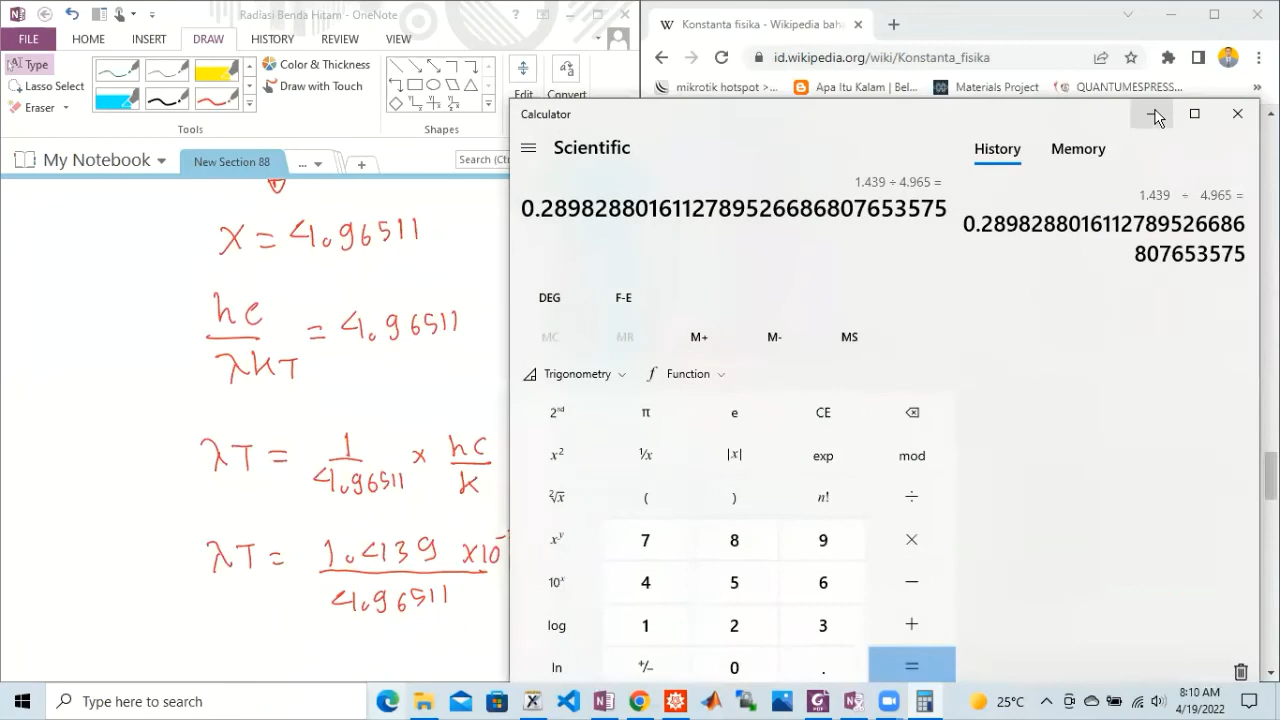 Radiasi Benda Hitam - OneNote
FILE HOME INSERT DRAW HISTORY REVIEW VIEW
Type
Lasso Select
Eraser
Color & Thickness
Draw with Touch
Edit Convert
Tools Shapes
My Notebook New Section 88 ...
Search (Ct
x = 4.96511
hc
λkT
= 4.96511
λT = 1 / 4.96511 × hc / k
λT = 1.439 ×10⁻
4.96511
Konstanta fisika - Wikipedia baha
id.wikipedia.org/wiki/Konstanta_fisika
mikrotik hotspot >... Apa Itu Kalam | Bel... Materials Project QUANTUMESPRESS...
Calculator
Scientific
1.439 ÷ 4.965 =
0.2898288016112789526686807653575
DEG F-E
MC MR M+ M- MS
Trigonometry Function
2nd π e CE
x² ¹/x |x| exp mod
²√x ( ) n! ÷
xʸ 7 8 9 ×
10ˣ 4 5 6 −
log 1 2 3 +
ln +/− 0 . =
History Memory
1.439 ÷ 4.965 =
0.2898288016112789526686
807653575
Type here to search
25°C
8:10 AM
4/19/2022